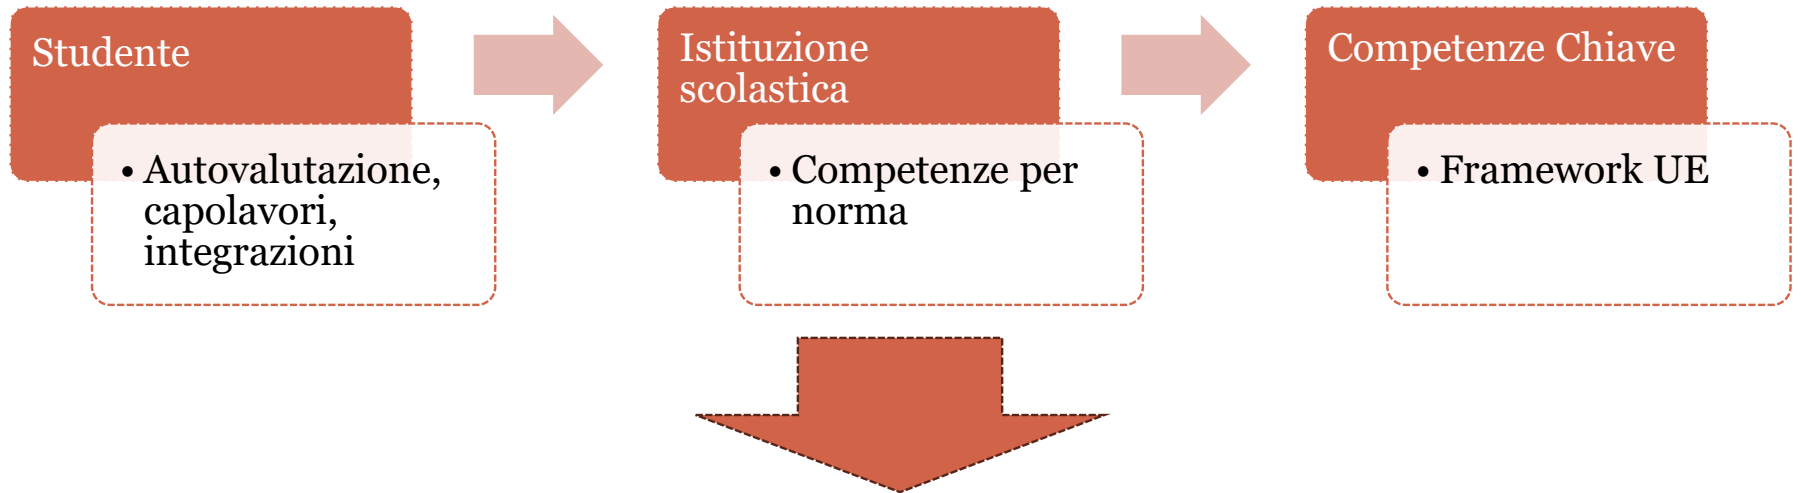 Studente
• Autovalutazione,
capolavori,
integrazioni
Istituzione
scolastica
• Competenze per
norma
Competenze Chiave
• Framework UE